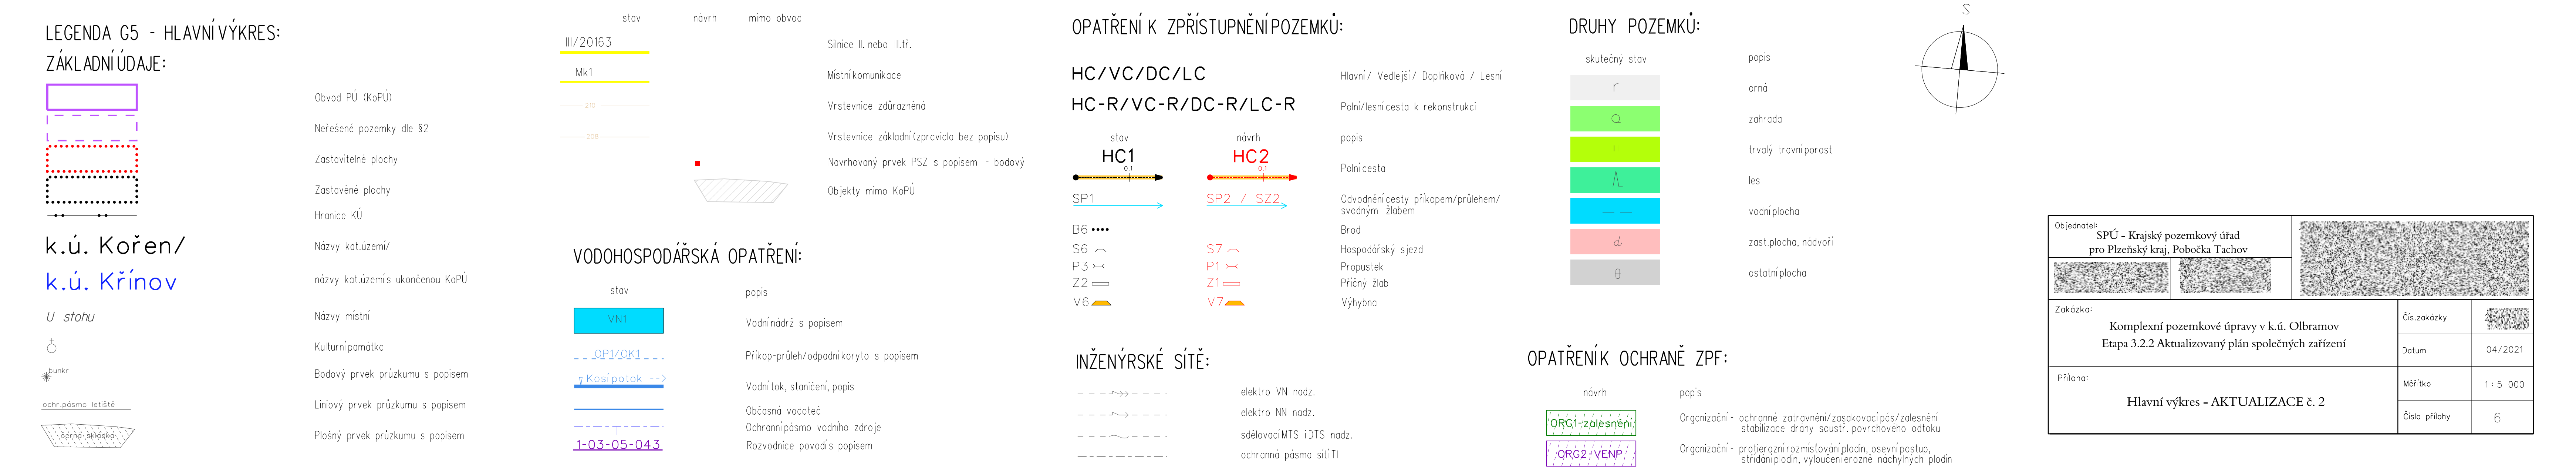 LEGENDA G5 - HLAVNÍ VÝKRES:
ZÁKLADNÍ ÚDAJE:
Obvod PÚ (KoPÚ)
Neřešené pozemky dle §2
Zastavitelné plochy
Zastavěné plochy
Hranice KÚ
k.ú. Kořen/
Názvy kat.území/
k.ú. Křínov
názvy kat.území s ukončenou KoPÚ
U stohu
Názvy místní
Kulturní památka
bunkr
Bodový prvek průzkumu s popisem
ochr.pásmo letiště
Liniový prvek průzkumu s popisem
černá skládka
Plošný prvek průzkumu s popisem
stav návrh mimo obvod
III/20163
Silnice II. nebo III.tř.
Mk1
Místní komunikace
210
Vrstevnice zdůrazněná
208
Vrstevnice základní (zpravidla bez popisu)
Navrhovaný prvek PSZ s popisem - bodový
Objekty mimo KoPÚ
VODOHOSPODÁŘSKÁ OPATŘENÍ:
stav popis
VN1
Vodní nádrž s popisem
OP1/OK1
Příkop-průleh/odpadní koryto s popisem
Kosí potok -->
Vodní tok, staničení, popis
Občasná vodoteč
Ochranní pásmo vodního zdroje
1-03-05-043
Rozvodnice povodí s popisem
OPATŘENÍ K ZPŘÍSTUPNĚNÍ POZEMKŮ:
HC/VC/DC/LC
Hlavní / Vedlejší / Doplňková / Lesní
HC-R/VC-R/DC-R/LC-R
Polní/lesní cesta k rekonstrukci
stav návrh popis
HC1 HC2
0.1 0.1
Polní cesta
SP1 SP2 / SZ2
Odvodnění cesty příkopem/průlehem/
svodným žlabem
B6
Brod
S6 S7
Hospodářský sjezd
P3 P1
Propustek
Z2 Z1
Příčný žlab
V6 V7
Výhybna
INŽENÝRSKÉ SÍTĚ:
elektro VN nadz.
elektro NN nadz.
sdělovací MTS i DTS nadz.
ochranná pásma sítí TI
DRUHY POZEMKŮ:
skutečný stav popis
r
orná
zahrada
"
trvalý travní porost
les
vodní plocha
d
zast.plocha, nádvoří
ostatní plocha
OPATŘENÍ K OCHRANĚ ZPF:
návrh popis
ORG1-zalesnění
Organizační - ochranné zatravnění/zasakovací pás/zalesnění
stabilizace dráhy soustř. povrchového odtoku
ORG2-VENP
Organizační - protierozní rozmísťování plodin, osevní postup,
střídání plodin, vyloučení erozně náchylných plodin
S
Objednatel:
SPÚ - Krajský pozemkový úřad
pro Plzeňský kraj, Pobočka Tachov
Zakázka:
Komplexní pozemkové úpravy v k.ú. Olbramov
Etapa 3.2.2 Aktualizovaný plán společných zařízení
Čís.zakázky
Datum 04/2021
Příloha:
Hlavní výkres - AKTUALIZACE č. 2
Měřítko 1: 5 000
Číslo přílohy 6